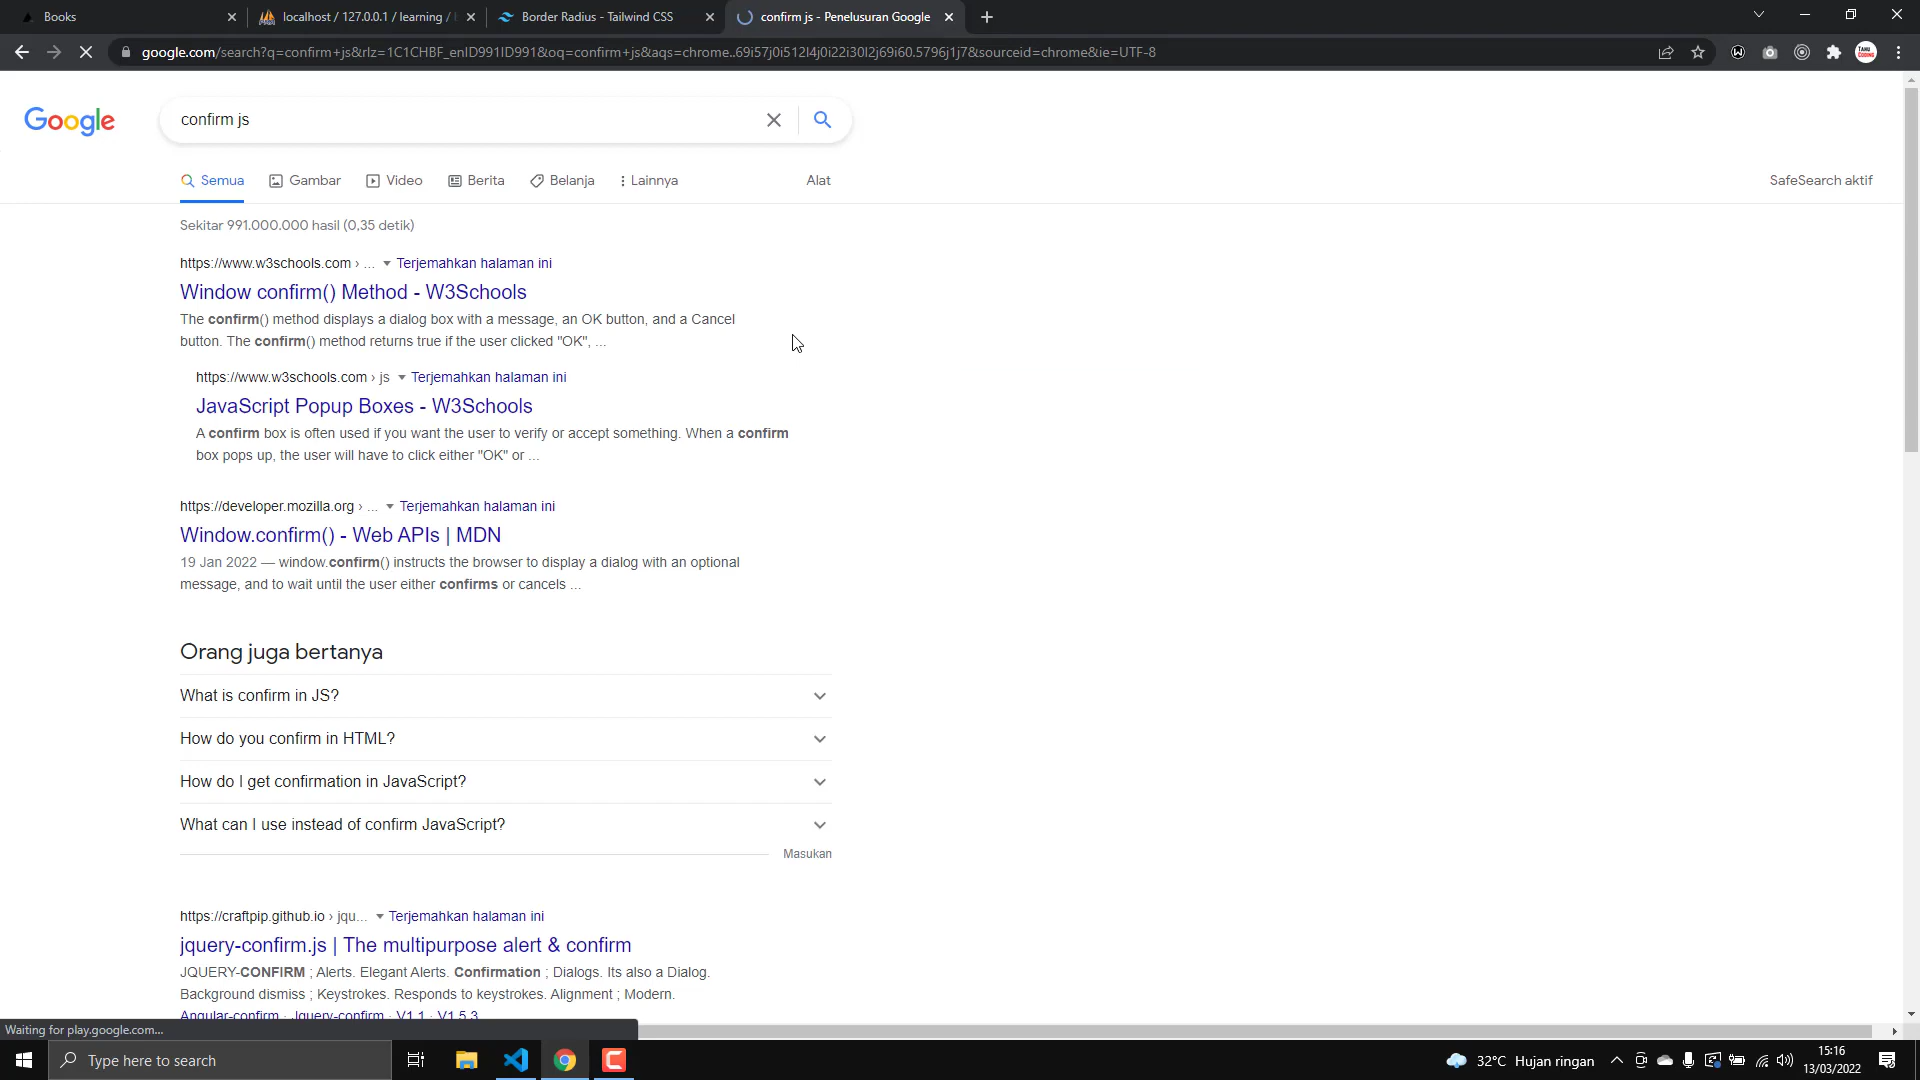 Books
localhost / 127.0.0.1 / learning /
Border Radius - Tailwind CSS
confirm js - Penelusuran Google
google.com/search?q=confirm+js&rlz=1C1CHBF_enID991ID991&oq=confirm+js&aqs=chrome..69i57j0i512l4j0i22i30l2j69i60.5796j1j7&sourceid=chrome&ie=UTF-8
Google
confirm js
Semua
Gambar
Video
Berita
Belanja
Lainnya
Alat
SafeSearch aktif
Sekitar 991.000.000 hasil (0,35 detik)
https://www.w3schools.com › ... Terjemahkan halaman ini
Window confirm() Method - W3Schools
The confirm() method displays a dialog box with a message, an OK button, and a Cancel
button. The confirm() method returns true if the user clicked "OK", ...
https://www.w3schools.com › js Terjemahkan halaman ini
JavaScript Popup Boxes - W3Schools
A confirm box is often used if you want the user to verify or accept something. When a confirm
box pops up, the user will have to click either "OK" or ...
https://developer.mozilla.org › ... Terjemahkan halaman ini
Window.confirm() - Web APIs | MDN
19 Jan 2022 — window.confirm() instructs the browser to display a dialog with an optional
message, and to wait until the user either confirms or cancels ...
Orang juga bertanya
What is confirm in JS?
How do you confirm in HTML?
How do I get confirmation in JavaScript?
What can I use instead of confirm JavaScript?
Masukan
https://craftpip.github.io › jqu... Terjemahkan halaman ini
jquery-confirm.js | The multipurpose alert & confirm
JQUERY-CONFIRM ; Alerts. Elegant Alerts. Confirmation ; Dialogs. Its also a Dialog.
Background dismiss ; Keystrokes. Responds to keystrokes. Alignment ; Modern.
Angular-confirm · Jquery-confirm · V1.1 · V1.5.3
Waiting for play.google.com...
Type here to search
32°C Hujan ringan
15:16
13/03/2022